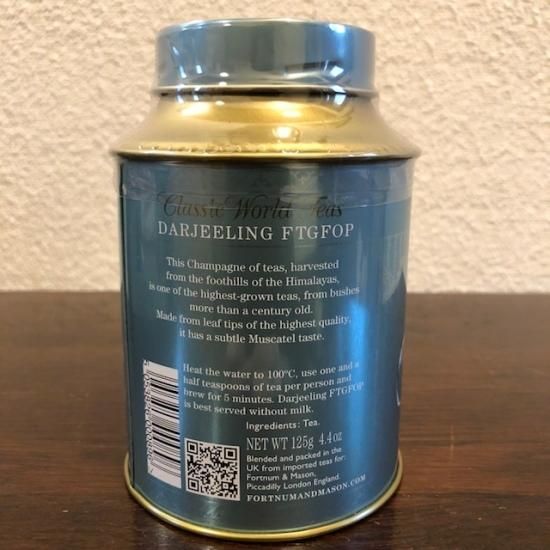 Classic World Teas
DARJEELING FTGFOP
This Champagne of teas, harvested
from the foothills of the Himalayas,
is one of the highest-grown teas, from bushes
more than a century old.
Made from leaf tips of the highest quality,
it has a subtle Muscatel taste.
Heat the water to 100°C, use one and a
half teaspoons of tea per person and
brew for 5 minutes. Darjeeling FTGFOP
is best served without milk.
Ingredients: Tea.
NET WT 125g 4.4 oz
Blended and packed in the
UK from imported teas for:
Fortnum & Mason,
Piccadilly London England.
FORTNUMANDMASON.COM